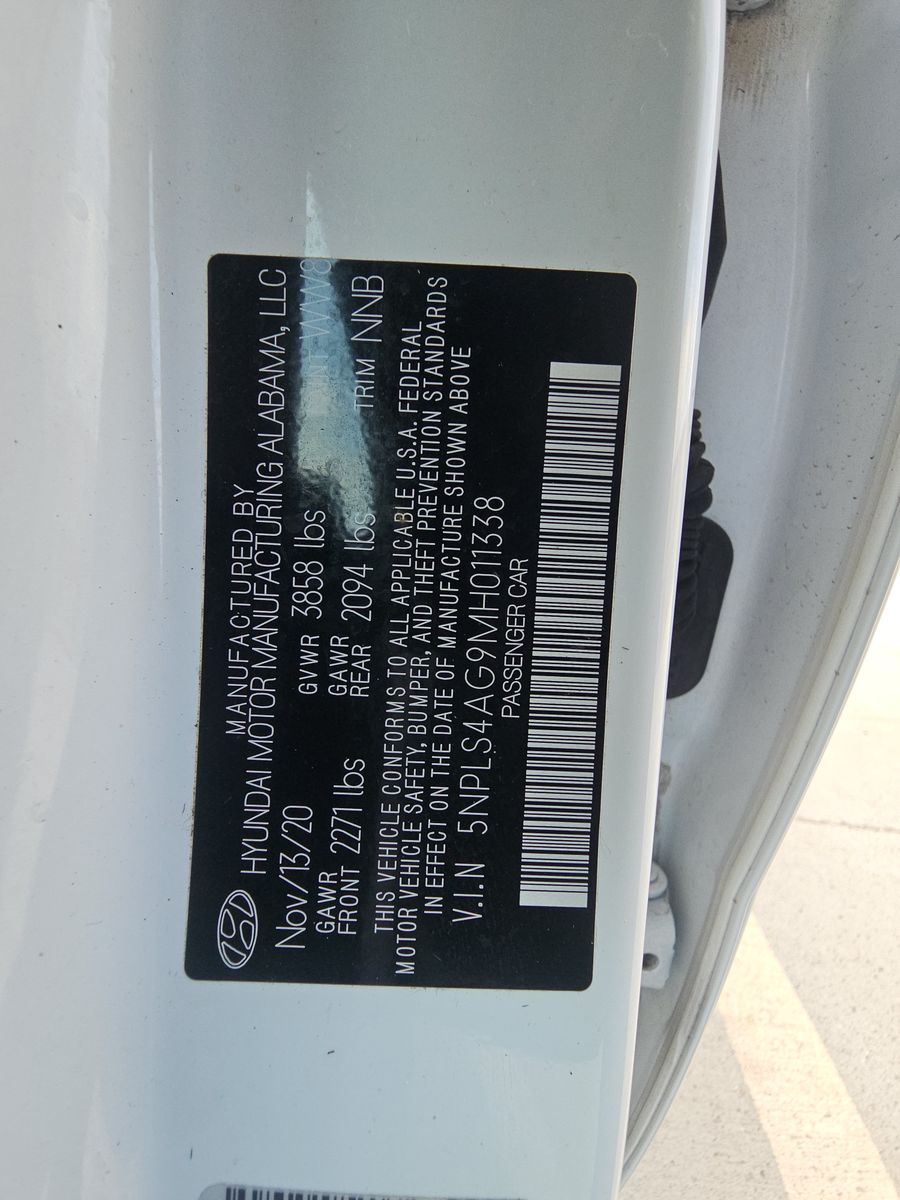 MANUFACTURED BY
HYUNDAI MOTOR MANUFACTURING ALABAMA, LLC
Nov/13/20 GVWR 3858 lbs PAINT WW8
GAWR FRONT 2271 lbs GAWR REAR 2094 lbs TRIM NNB
THIS VEHICLE CONFORMS TO ALL APPLICABLE U.S.A. FEDERAL
MOTOR VEHICLE SAFETY, BUMPER, AND THEFT PREVENTION STANDARDS
IN EFFECT ON THE DATE OF MANUFACTURE SHOWN ABOVE
V.I.N 5NPLS4AG9MH011338
PASSENGER CAR